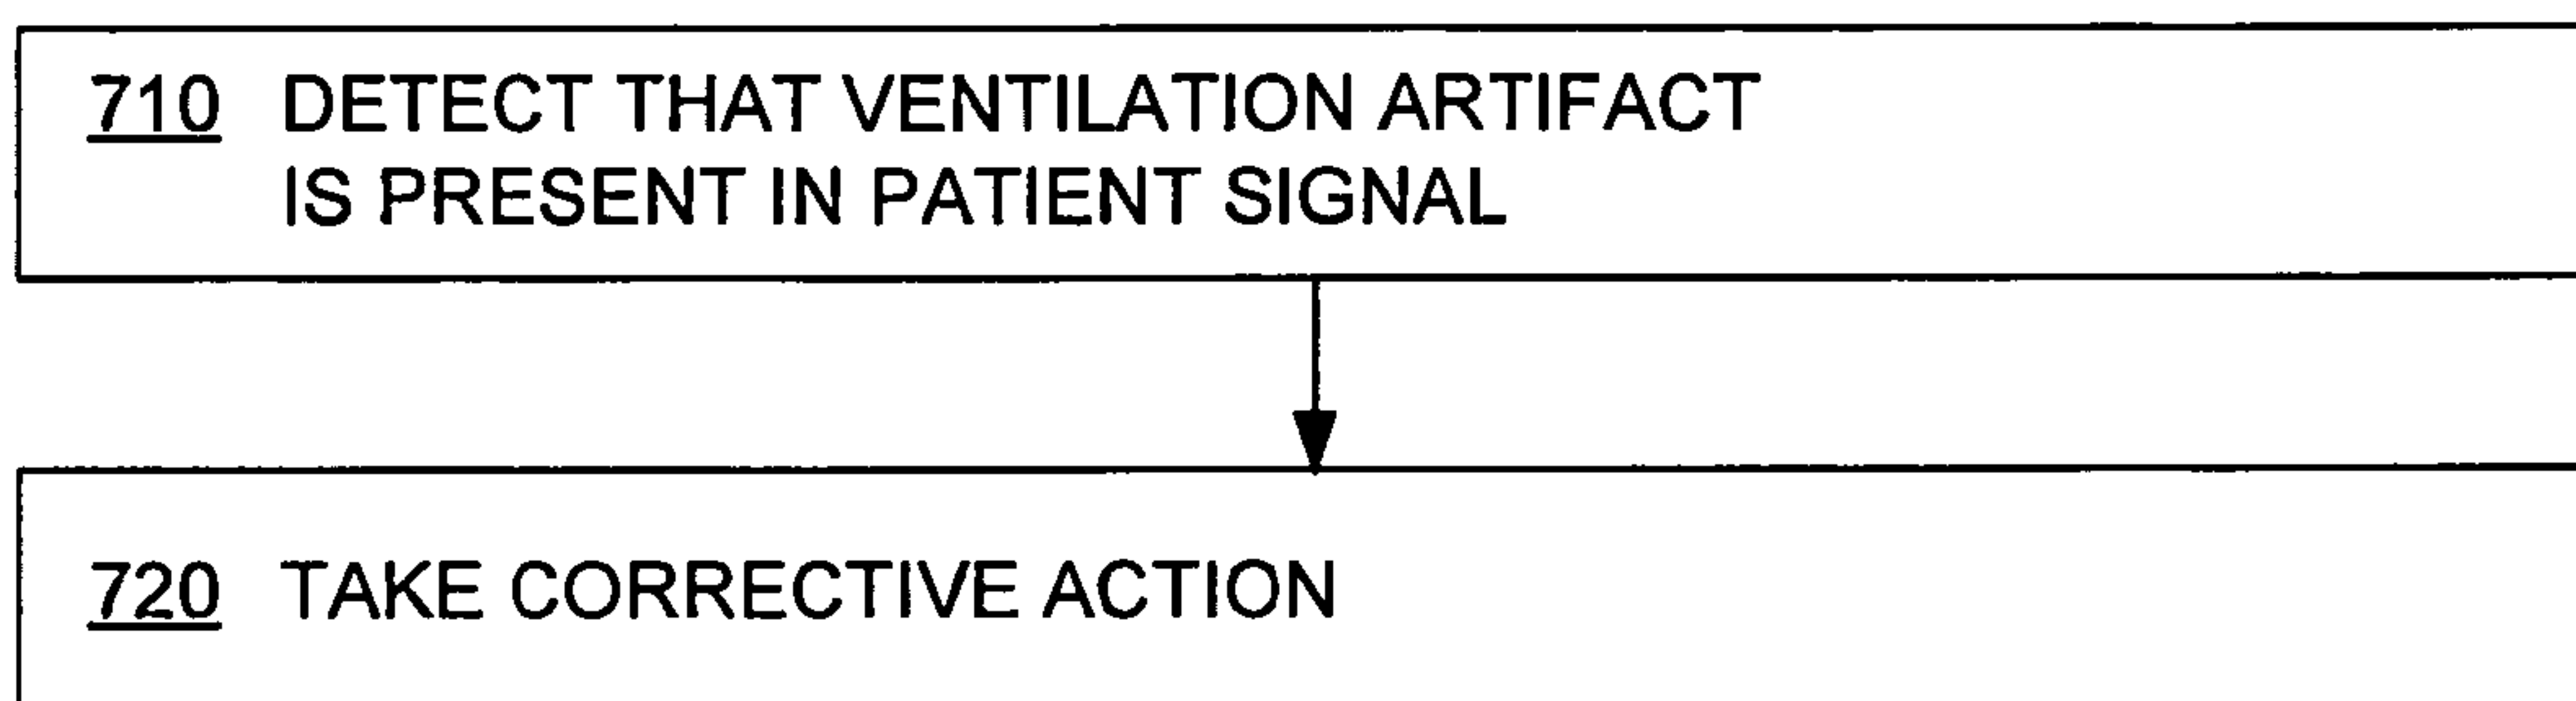 710 DETECT THAT VENTILATION ARTIFACT
IS PRESENT IN PATIENT SIGNAL
720 TAKE CORRECTIVE ACTION